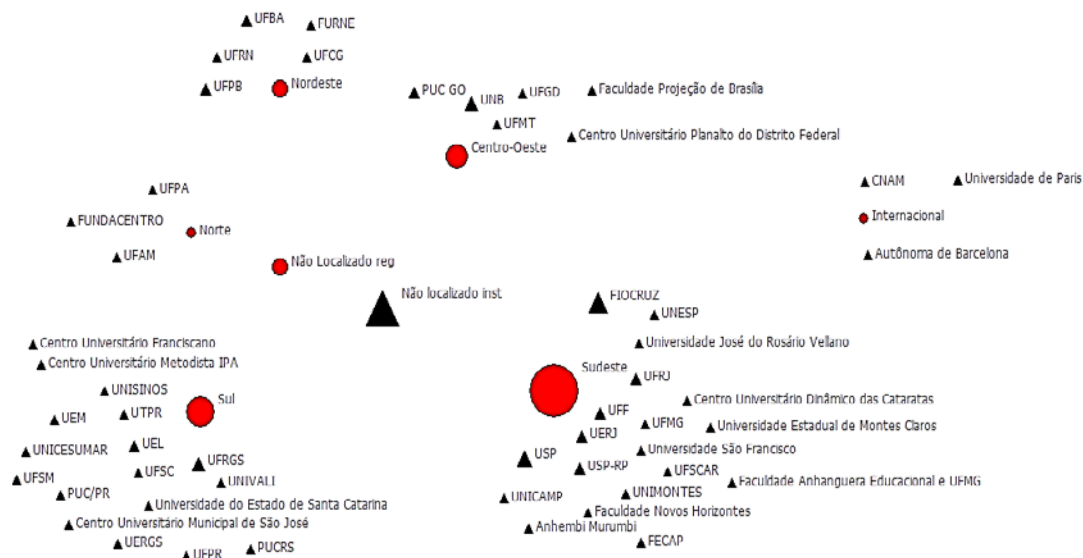 UFBA
FURNE
UFRN
UFCG
UFPB
Nordeste
PUC GO
UNB
UFGD
Faculdade Projeção de Brasília
UFMT
Centro Universitário Planalto do Distrito Federal
Centro-Oeste
UFPA
CNAM
Universidade de Paris
FUNDACENTRO
Norte
Internacional
UFAM
Não Localizado reg
Autônoma de Barcelona
Não localizado inst
FIOCRUZ
UNESP
Centro Universitário Franciscano
Universidade José do Rosário Vellano
Centro Universitário Metodista IPA
Sudeste
UFRJ
UNISINOS
Sul
Centro Universitário Dinâmico das Cataratas
UEM
UTPR
UFF
UFMG
Universidade Estadual de Montes Claros
UERJ
UNICESUMAR
UEL
Universidade São Francisco
USP
UFRGS
USP-RP
UFSCAR
UFSM
UFSC
UNIVALI
Faculdade Anhanguera Educacional e UFMG
PUC/PR
UNICAMP
UNIMONTES
Universidade do Estado de Santa Catarina
Faculdade Novos Horizontes
Centro Universitário Municipal de São José
Anhembi Murumbi
UERGS
PUCRS
FECAP
UFPR